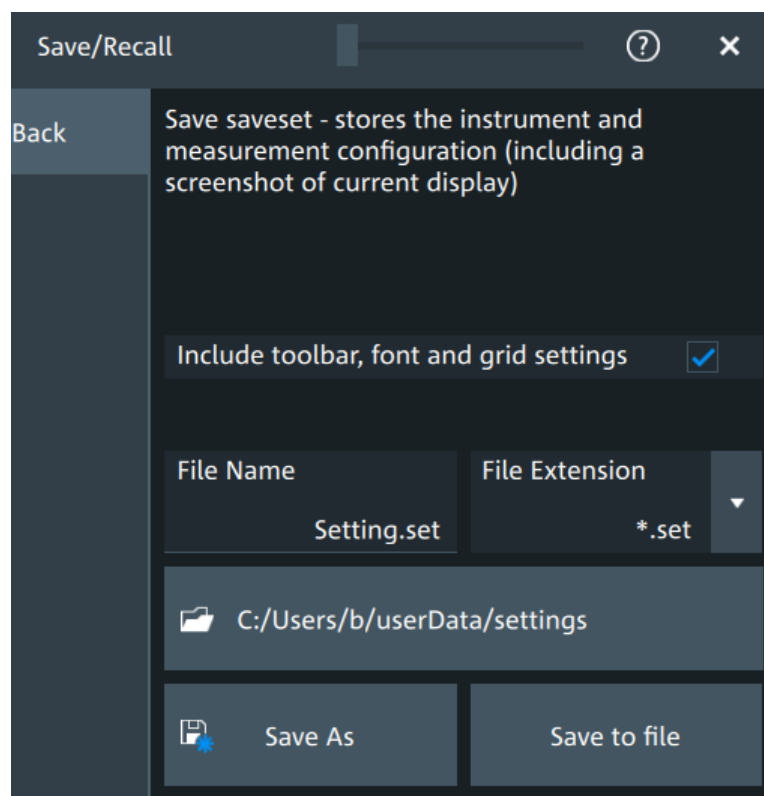 Save/Recall
Back
Save saveset - stores the instrument and
measurement configuration (including a
screenshot of current display)
Include toolbar, font and grid settings
File Name
File Extension
Setting.set
*.set
C:/Users/b/userData/settings
Save As
Save to file